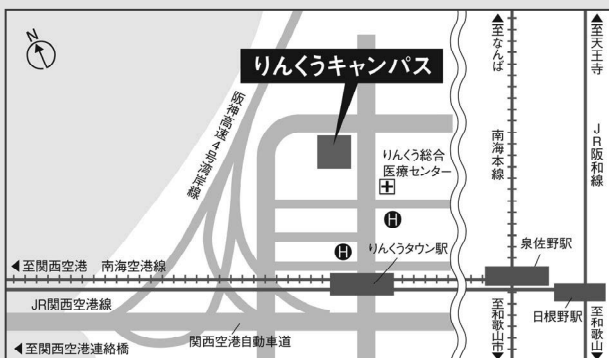 N
りんくうキャンパス
▲至なんば
▲至天王寺
阪神高速4号湾岸線
南海本線
JR阪和線
りんくう総合
医療センター
H
H
りんくうタウン駅
泉佐野駅
◀至関西空港 南海空港線
JR関西空港線
日根野駅
関西空港自動車道
◀至関西空港連絡橋
至和歌山市▼
至和歌山